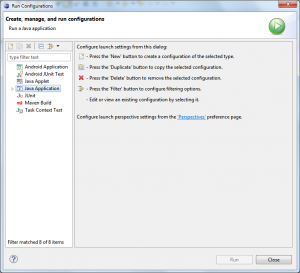 Run Configurations
Create, manage, and run configurations
Run a Java application
type filter text
Android Application
Android JUnit Test
Java Applet
Java Application
JUnit
Maven Build
Task Context Test
Filter matched 8 of 8 items
Configure launch settings from this dialog:
- Press the 'New' button to create a configuration of the selected type.
- Press the 'Duplicate' button to copy the selected configuration.
- Press the 'Delete' button to remove the selected configuration.
- Press the 'Filter' button to configure filtering options.
- Edit or view an existing configuration by selecting it.
Configure launch perspective settings from the 'Perspectives' preference page.
Run
Close